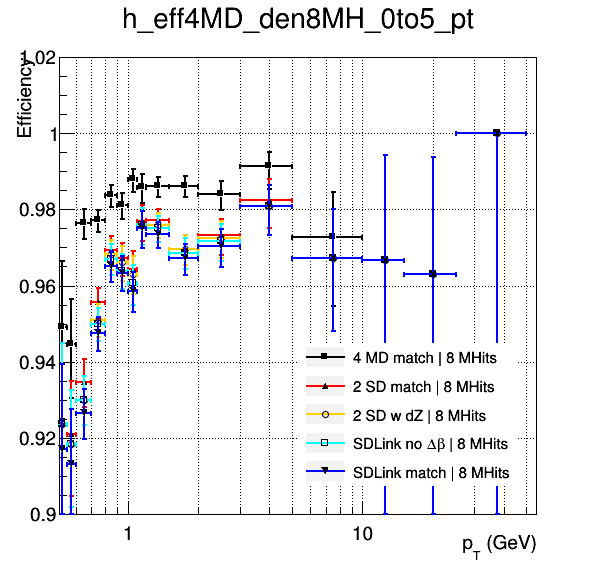 h_eff4MD_den8MH_0to5_pt
Efficiency
1.02
1
0.98
0.96
0.94
0.92
0.9
4 MD match | 8 MHits
2 SD match | 8 MHits
2 SD w dZ | 8 MHits
SDLink no Δβ | 8 MHits
SDLink match | 8 MHits
1
10
p_T (GeV)